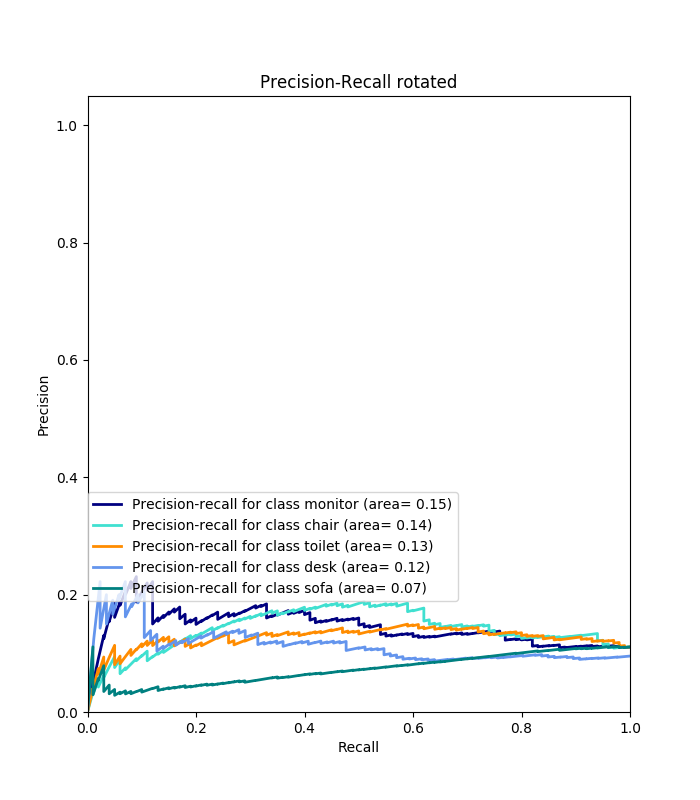 Precision-Recall rotated
1.0
0.8
0.6
0.4
0.2
0.0
Precision
Precision-recall for class monitor (area= 0.15)
Precision-recall for class chair (area= 0.14)
Precision-recall for class toilet (area= 0.13)
Precision-recall for class desk (area= 0.12)
Precision-recall for class sofa (area= 0.07)
0.0 0.2 0.4 0.6 0.8 1.0
Recall